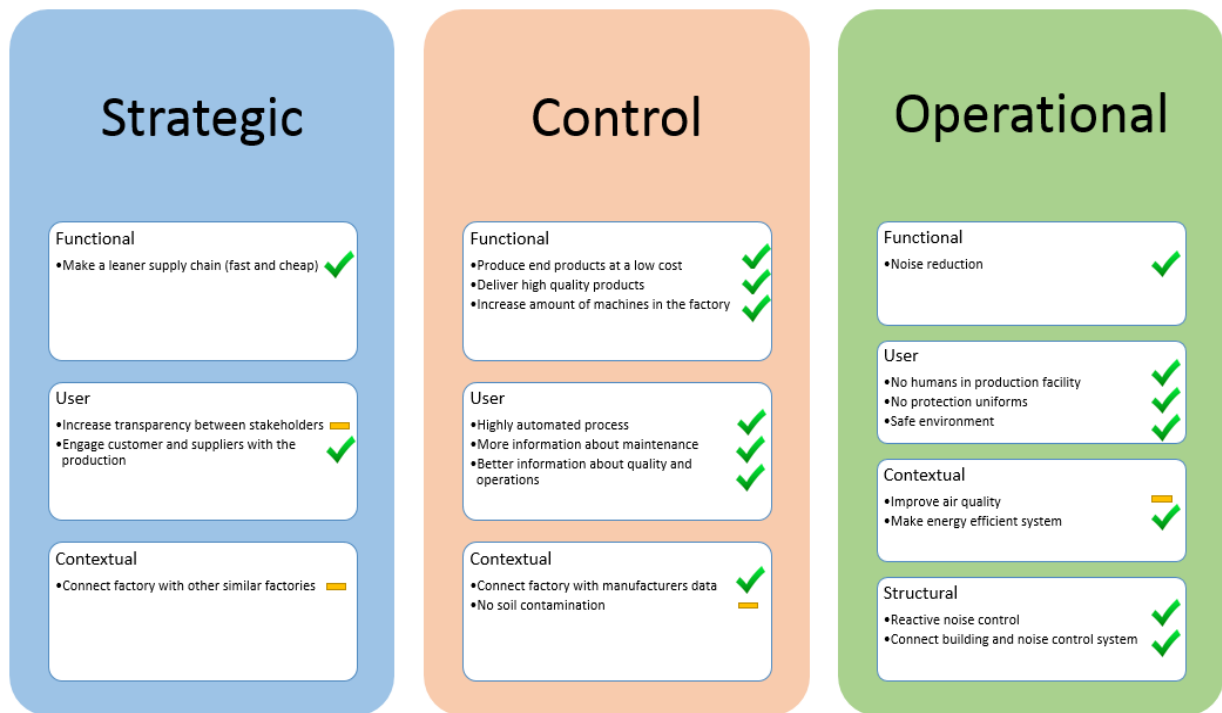 Strategic
Functional
•Make a leaner supply chain (fast and cheap)
User
•Increase transparency between stakeholders
•Engage customer and suppliers with the
production
Contextual
•Connect factory with other similar factories
Control
Functional
•Produce end products at a low cost
•Deliver high quality products
•Increase amount of machines in the factory
User
•Highly automated process
•More information about maintenance
•Better information about quality and
operations
Contextual
•Connect factory with manufacturers data
•No soil contamination
Operational
Functional
•Noise reduction
User
•No humans in production facility
•No protection uniforms
•Safe environment
Contextual
•Improve air quality
•Make energy efficient system
Structural
•Reactive noise control
•Connect building and noise control system